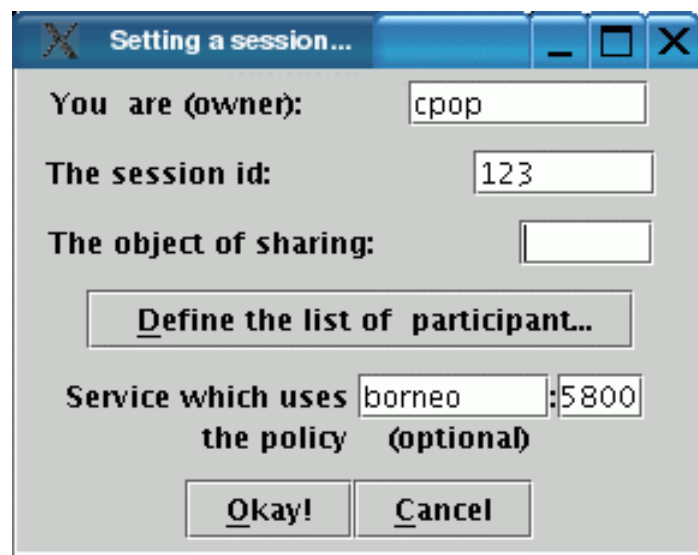 Setting a session...
You are (owner): cpop
The session id: 123
The object of sharing:
Define the list of participant...
Service which uses borneo :5800
the policy (optional)
Okay! Cancel